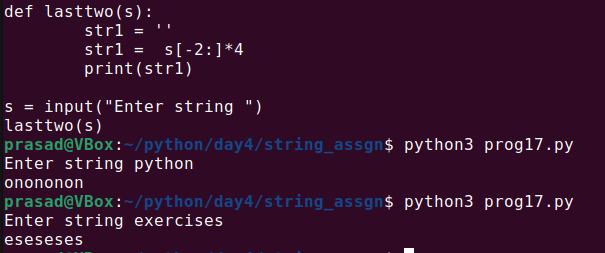 def lasttwo(s):
        str1 = ''
        str1 =  s[-2:]*4
        print(str1)

s = input("Enter string ")
lasttwo(s)
prasad@VBox:~/python/day4/string_assgn$ python3 prog17.py
Enter string python
onononon
prasad@VBox:~/python/day4/string_assgn$ python3 prog17.py
Enter string exercises
eseseses